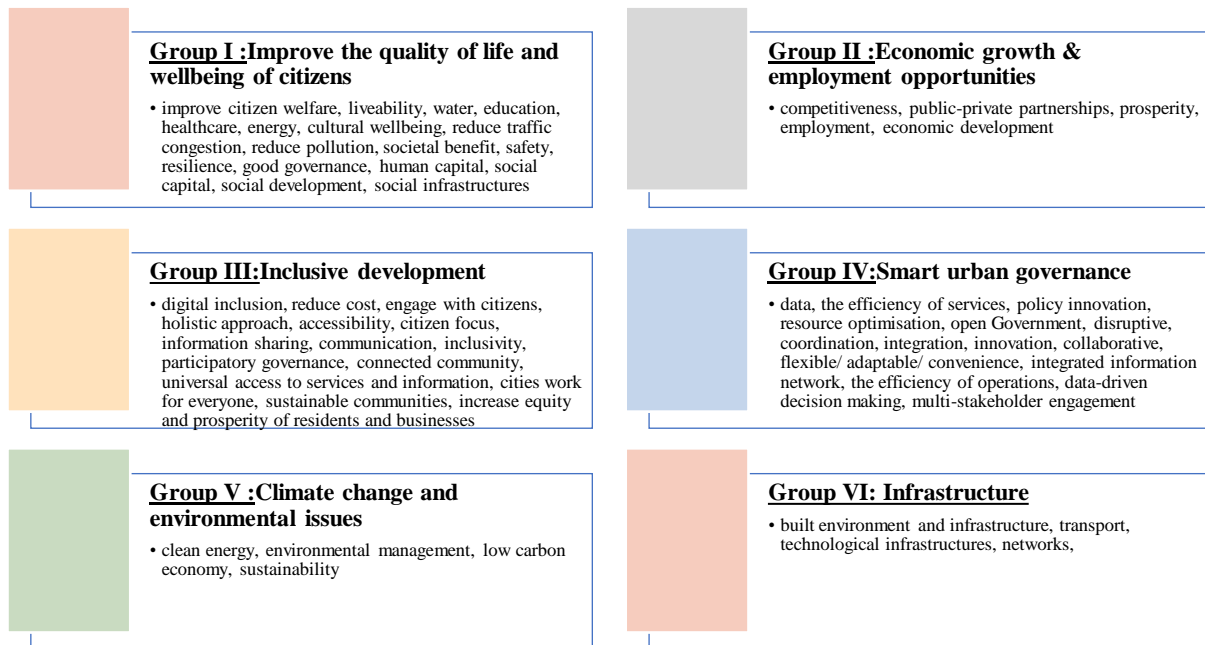 Group I :Improve the quality of life and
wellbeing of citizens
• improve citizen welfare, liveability, water, education,
healthcare, energy, cultural wellbeing, reduce traffic
congestion, reduce pollution, societal benefit, safety,
resilience, good governance, human capital, social
capital, social development, social infrastructures
Group II :Economic growth &
employment opportunities
• competitiveness, public-private partnerships, prosperity,
employment, economic development
Group III:Inclusive development
• digital inclusion, reduce cost, engage with citizens,
holistic approach, accessibility, citizen focus,
information sharing, communication, inclusivity,
participatory governance, connected community,
universal access to services and information, cities work
for everyone, sustainable communities, increase equity
and prosperity of residents and businesses
Group IV:Smart urban governance
• data, the efficiency of services, policy innovation,
resource optimisation, open Government, disruptive,
coordination, integration, innovation, collaborative,
flexible/ adaptable/ convenience, integrated information
network, the efficiency of operations, data-driven
decision making, multi-stakeholder engagement
Group V :Climate change and
environmental issues
• clean energy, environmental management, low carbon
economy, sustainability
Group VI: Infrastructure
• built environment and infrastructure, transport,
technological infrastructures, networks,